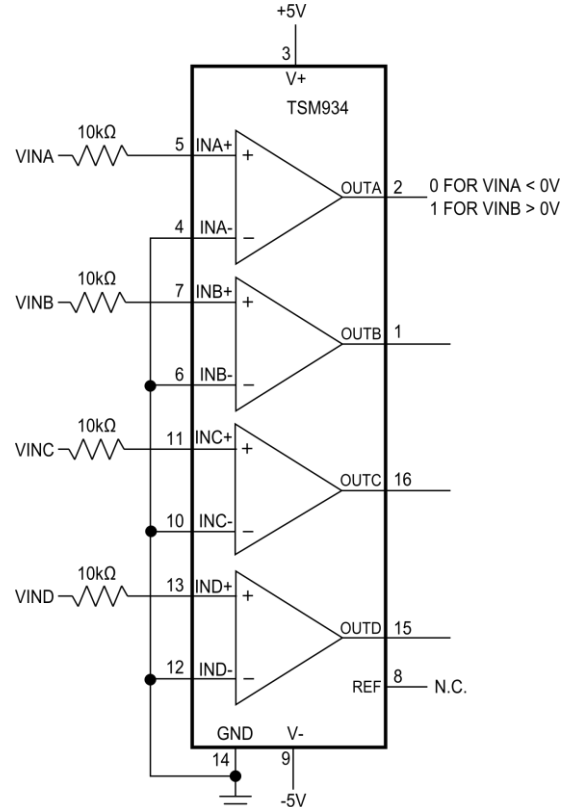 +5V
3
V+
TSM934
10kΩ
VINA
5
INA+
+
OUTA
2
0 FOR VINA < 0V
1 FOR VINB > 0V
4
INA-
−
10kΩ
VINB
7
INB+
+
OUTB
1
6
INB-
−
10kΩ
VINC
11
INC+
+
OUTC
16
10
INC-
−
10kΩ
VIND
13
IND+
+
OUTD
15
12
IND-
−
REF
8
N.C.
GND
V-
14
9
-5V